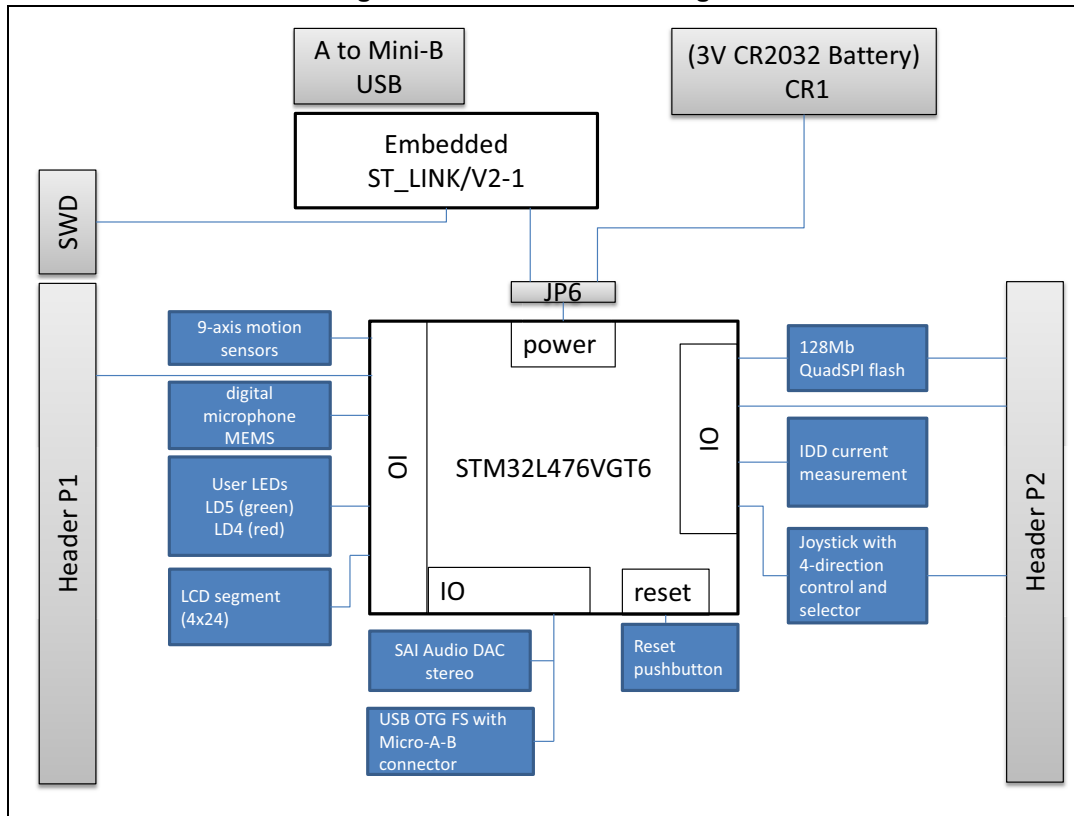 A to Mini-B
USB
(3V CR2032 Battery)
CR1
Embedded
ST_LINK/V2-1
SWD
JP6
Header P1
9-axis motion
sensors
digital
microphone
MEMS
User LEDs
LD5 (green)
LD4 (red)
LCD segment
(4x24)
IO
power
STM32L476VGT6
IO
IO
reset
128Mb
QuadSPI flash
IDD current
measurement
Joystick with
4-direction
control and
selector
Header P2
SAI Audio DAC
stereo
Reset
pushbutton
USB OTG FS with
Micro-A-B
connector